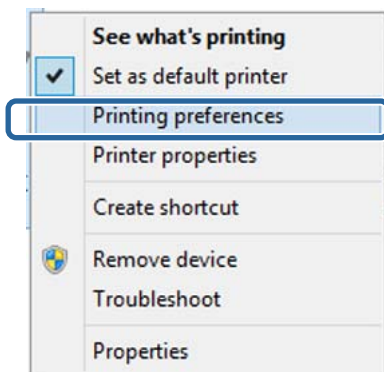 See what's printing
Set as default printer
Printing preferences
Printer properties
Create shortcut
Remove device
Troubleshoot
Properties